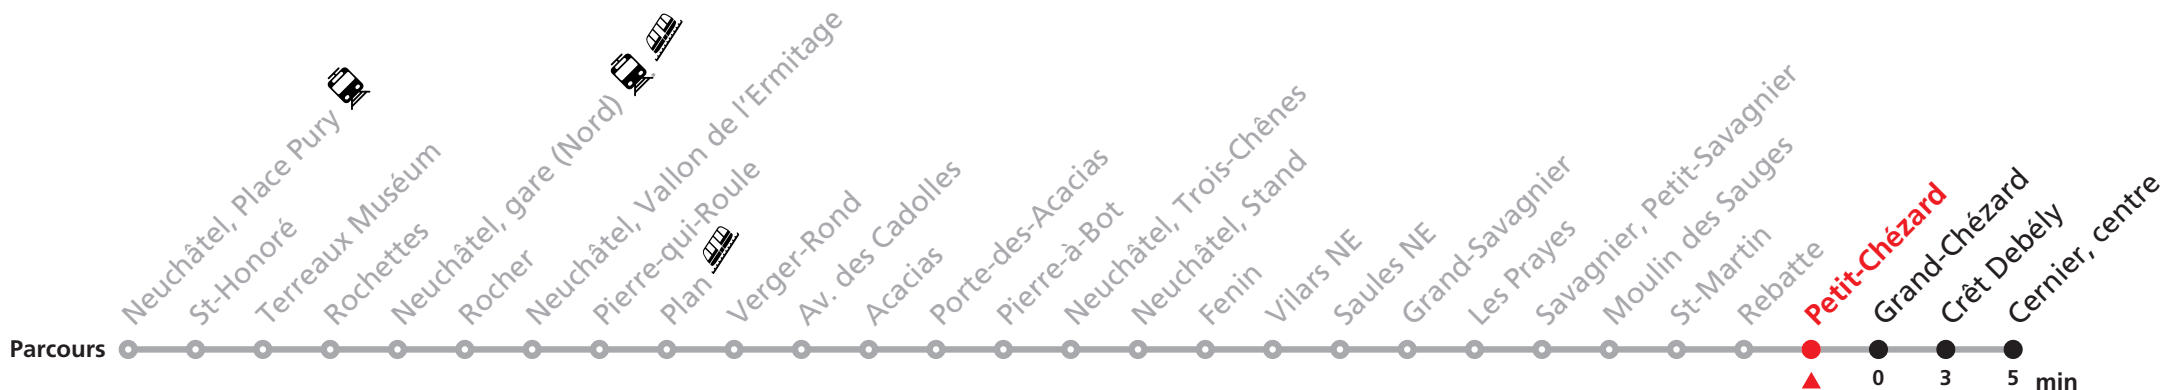 Neuchâtel, Place Pury
St-Honoré
Terreaux Muséum
Rochettes
Neuchâtel, gare (Nord)
Rocher
Neuchâtel, Vallon de l'Ermitage
Pierre-qui-Roule
Plan
Verger-Rond
Av. des Cadolles
Acacias
Porte-des-Acacias
Pierre-à-Bot
Neuchâtel, Trois-Chênes
Neuchâtel, Stand
Fenin
Vilars NE
Saules NE
Grand-Savagnier
Les Prayes
Savagnier, Petit-Savagnier
Moulin des Sauges
St-Martin
Rebatte
Petit-Chézard
Grand-Chézard
Crêt Debély
Cernier, centre
Parcours
0 3 5 min